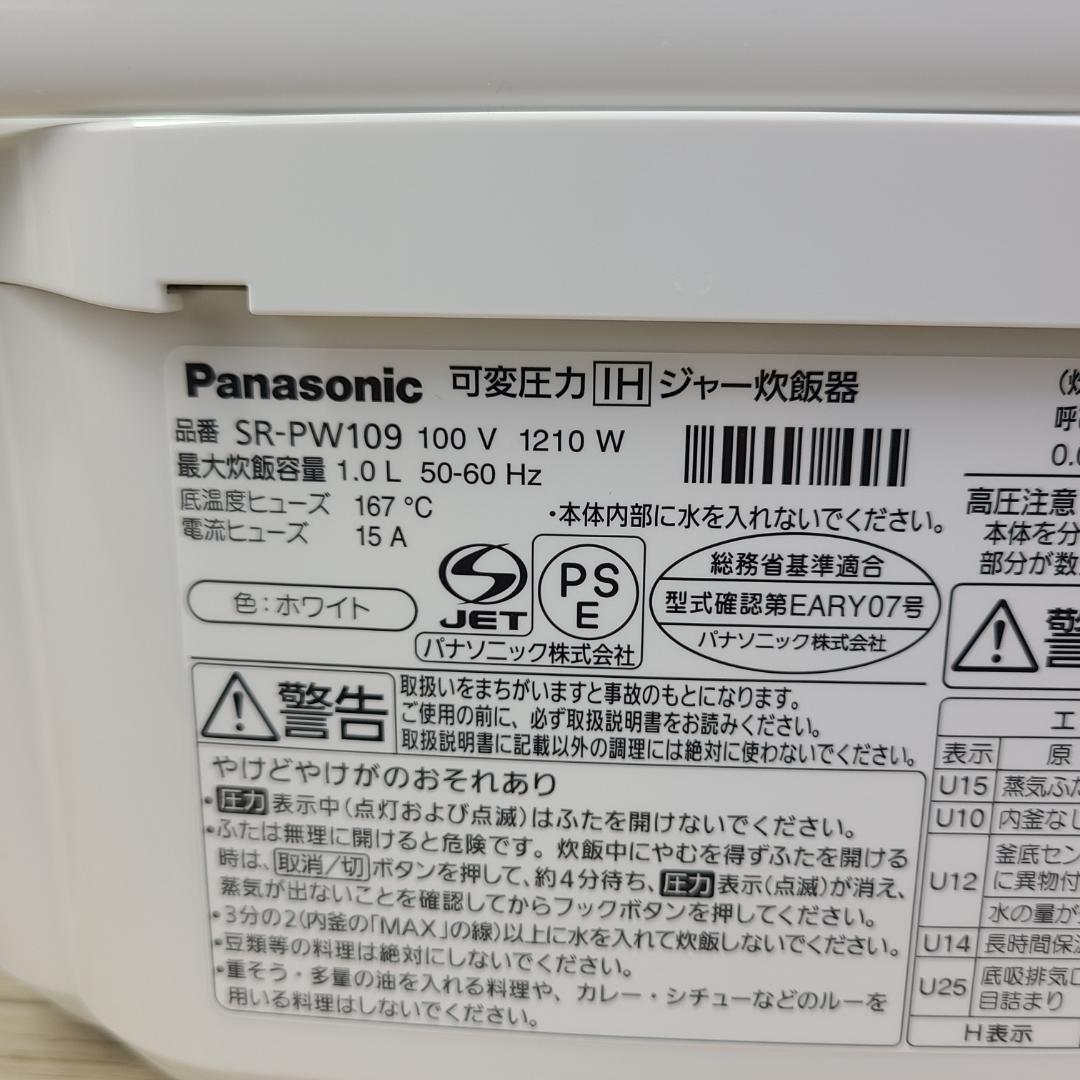 Panasonic 可変圧力IHジャー炊飯器
品番 SR-PW109 100 V 1210 W
最大炊飯容量 1.0 L 50-60 Hz
底温度ヒューズ 167 °C
電流ヒューズ 15 A
・本体内部に水を入れないでください。
色:ホワイト
JET
PS
E
パナソニック株式会社
総務省基準適合
型式確認第EARY07号
パナソニック株式会社
警告
取扱いをまちがいますと事故のもとになります。
ご使用の前に、必ず取扱説明書をお読みください。
取扱説明書に記載以外の調理には絶対に使わないでください。
やけどやけがのおそれあり
・圧力表示中(点灯および点滅)はふたを開けないでください。
・ふたは無理に開けると危険です。炊飯中にやむを得ずふたを開ける
時は、取消/切ボタンを押して、約4分待ち、圧力表示(点滅)が消え、
蒸気が出ないことを確認してからフックボタンを押してください。
・3分の2(内釜の「MAX」の線)以上に水を入れて炊飯しないでください。
・豆類等の料理は絶対にしないでください。
・重そう・多量の油を入れる料理や、カレー・シチューなどのルーを
用いる料理はしないでください。
高圧注意
本体を分
部分が数
表示 原
U15 蒸気ふた
U10 内釜なし
U12 釜底セン
に異物付
水の量が
U14 長時間保温
U25 底吸排気口
目詰まり
H表示